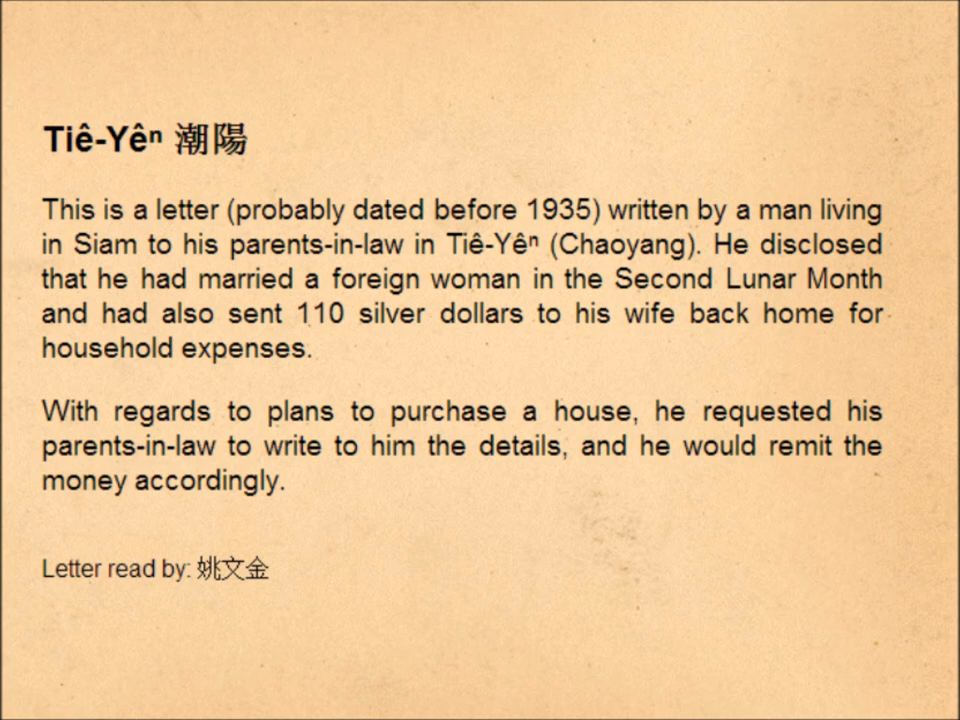 Tiê-Yêⁿ 潮陽
This is a letter (probably dated before 1935) written by a man living
in Siam to his parents-in-law in Tiê-Yêⁿ (Chaoyang). He disclosed
that he had married a foreign woman in the Second Lunar Month
and had also sent 110 silver dollars to his wife back home for
household expenses.
With regards to plans to purchase a house, he requested his
parents-in-law to write to him the details, and he would remit the
money accordingly.
Letter read by: 姚文金